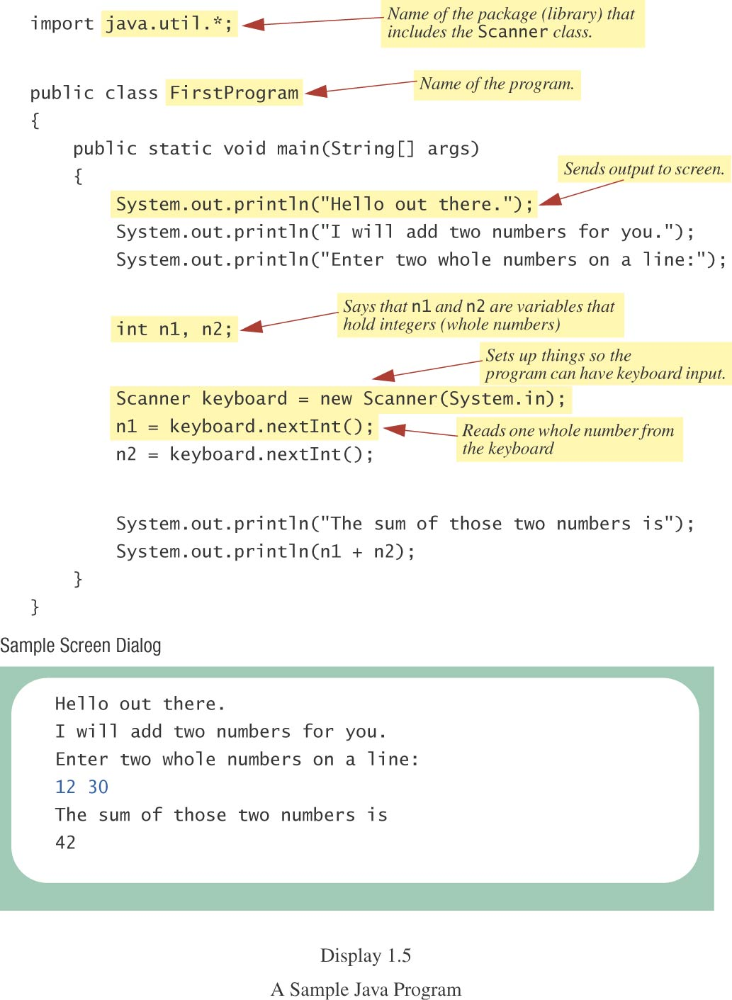 import java.util.*;
Name of the package (library) that
includes the Scanner class.
public class FirstProgram
Name of the program.
{
public static void main(String[] args)
{
Sends output to screen.
System.out.println("Hello out there.");
System.out.println("I will add two numbers for you.");
System.out.println("Enter two whole numbers on a line:");
int n1, n2;
Says that n1 and n2 are variables that
hold integers (whole numbers)
Sets up things so the
program can have keyboard input.
Scanner keyboard = new Scanner(System.in);
n1 = keyboard.nextInt();
Reads one whole number from
the keyboard
n2 = keyboard.nextInt();
System.out.println("The sum of those two numbers is");
System.out.println(n1 + n2);
}
}
Sample Screen Dialog
Hello out there.
I will add two numbers for you.
Enter two whole numbers on a line:
12 30
The sum of those two numbers is
42
Display 1.5
A Sample Java Program